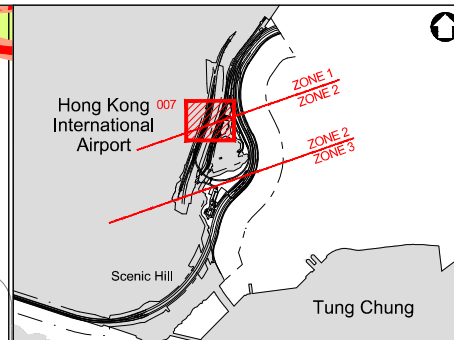 ZONE 1
ZONE 2
Hong Kong 007
International
Airport
ZONE 2
ZONE 3
Scenic Hill
Tung Chung